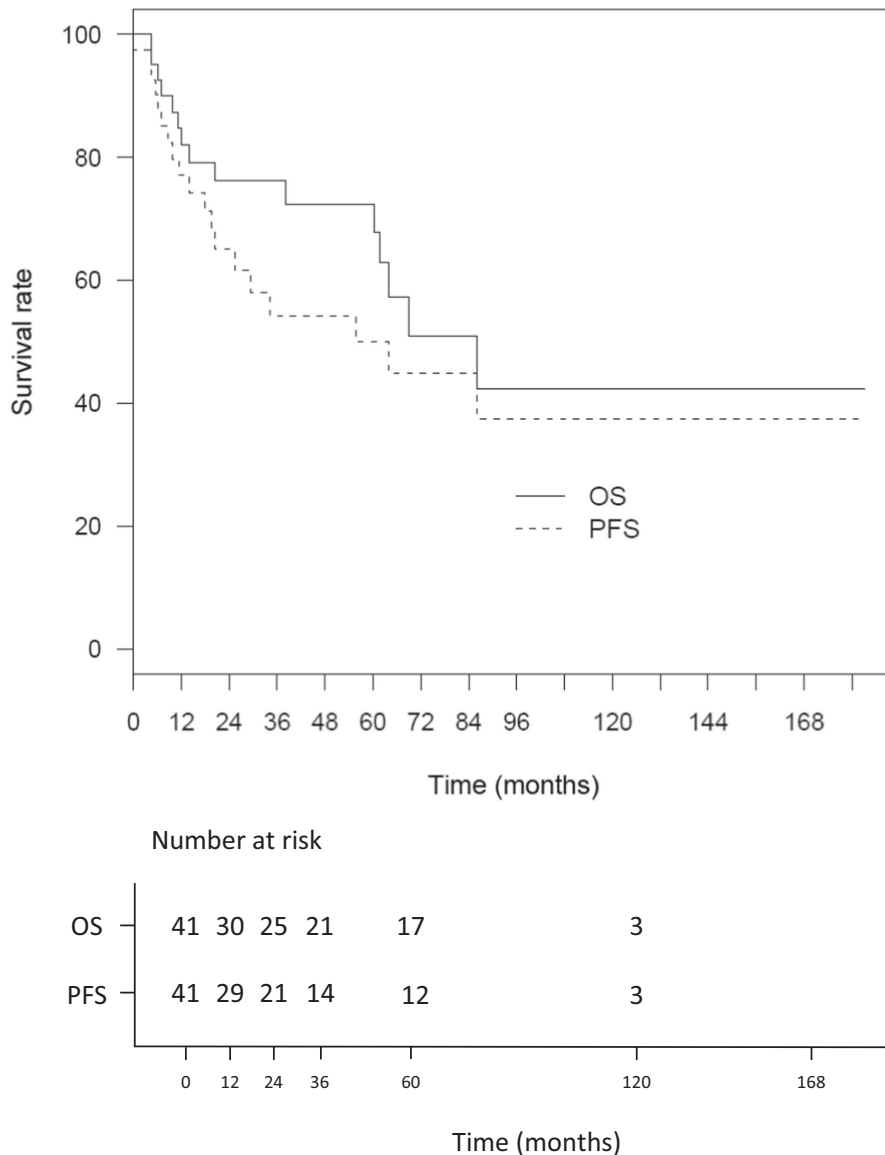 100
80
60
40
20
0
Survival rate
OS
PFS
0 12 24 36 48 60 72 84 96 120 144 168
Time (months)
Number at risk
OS 41 30 25 21 17 3
PFS 41 29 21 14 12 3
0 12 24 36 60 120 168
Time (months)